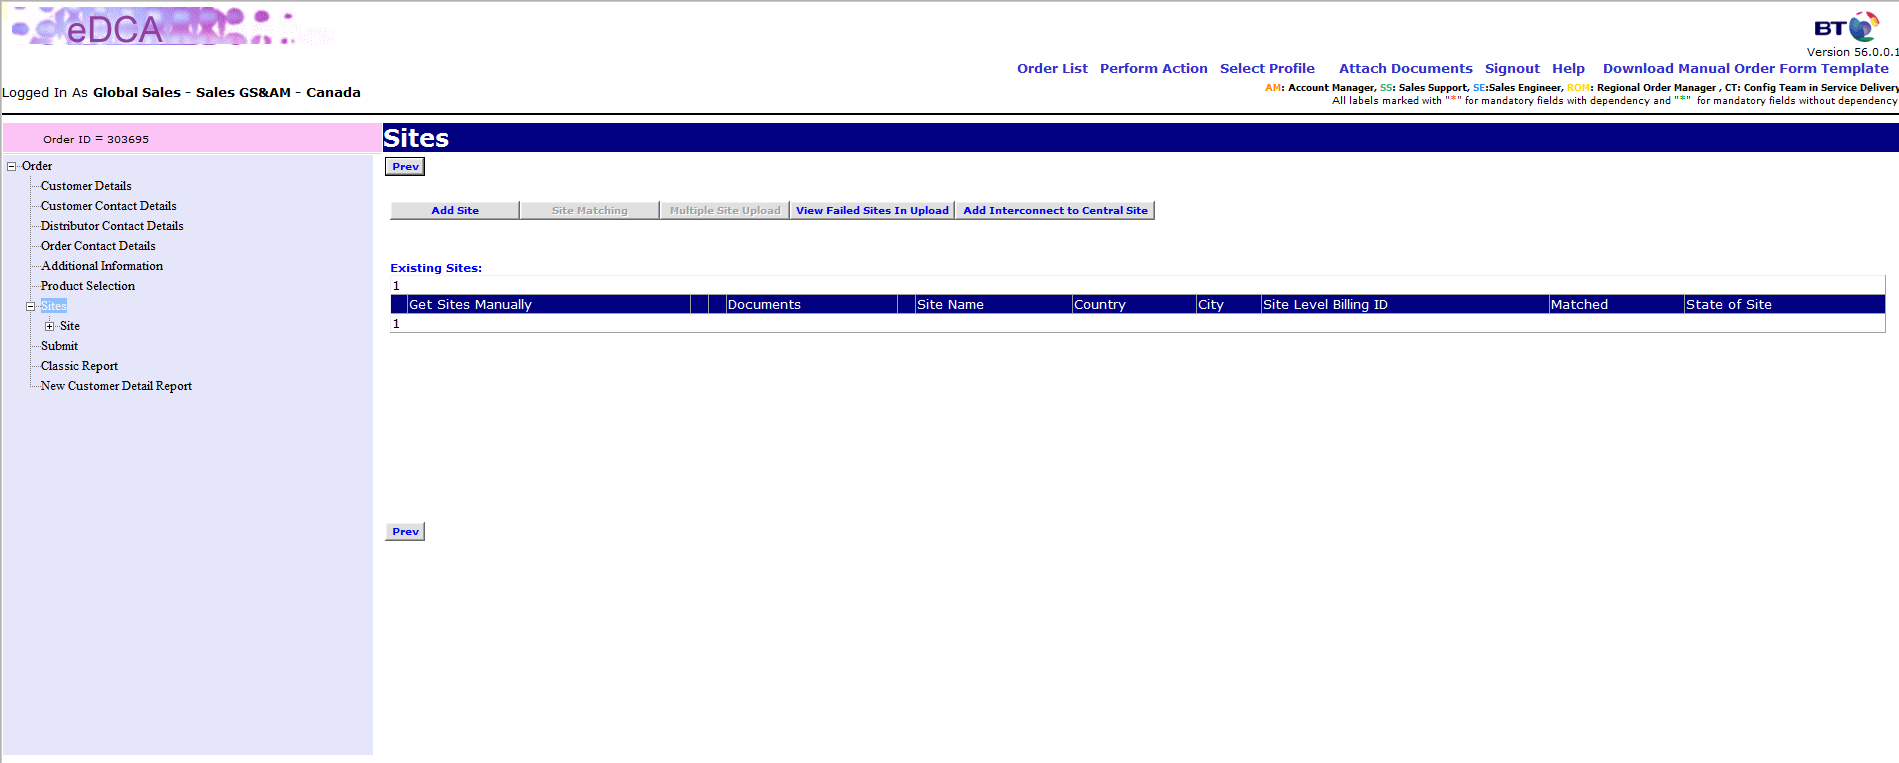 eDCA
BT
Version 56.0.0.1
Order List Perform Action Select Profile Attach Documents Signout Help Download Manual Order Form Template
Logged In As Global Sales - Sales GS&AM - Canada
AM: Account Manager, SS: Sales Support, SE:Sales Engineer, ROM: Regional Order Manager , CT: Config Team in Service Delivery
All labels marked with "*" for mandatory fields with dependency and "*" for mandatory fields without dependency
Order ID = 303695
Sites
Order
Customer Details
Customer Contact Details
Distributor Contact Details
Order Contact Details
Additional Information
Product Selection
Sites
Site
Submit
Classic Report
New Customer Detail Report
Prev
Add Site Site Matching Multiple Site Upload View Failed Sites In Upload Add Interconnect to Central Site
Existing Sites:
1
Get Sites Manually Documents Site Name Country City Site Level Billing ID Matched State of Site
1
Prev